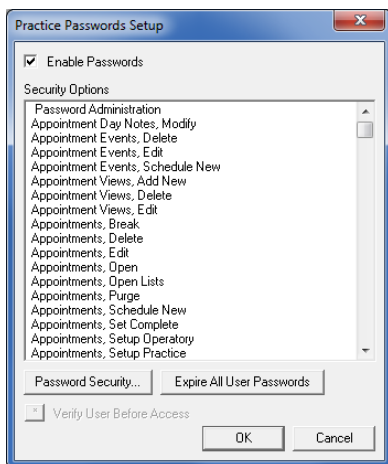 Practice Passwords Setup
Enable Passwords
Security Options
Password Administration
Appointment Day Notes, Modify
Appointment Events, Delete
Appointment Events, Edit
Appointment Events, Schedule New
Appointment Views, Add New
Appointment Views, Delete
Appointment Views, Edit
Appointments, Break
Appointments, Delete
Appointments, Edit
Appointments, Open
Appointments, Open Lists
Appointments, Purge
Appointments, Schedule New
Appointments, Set Complete
Appointments, Setup Operatory
Appointments, Setup Practice
Password Security... Expire All User Passwords
* Verify User Before Access
OK Cancel